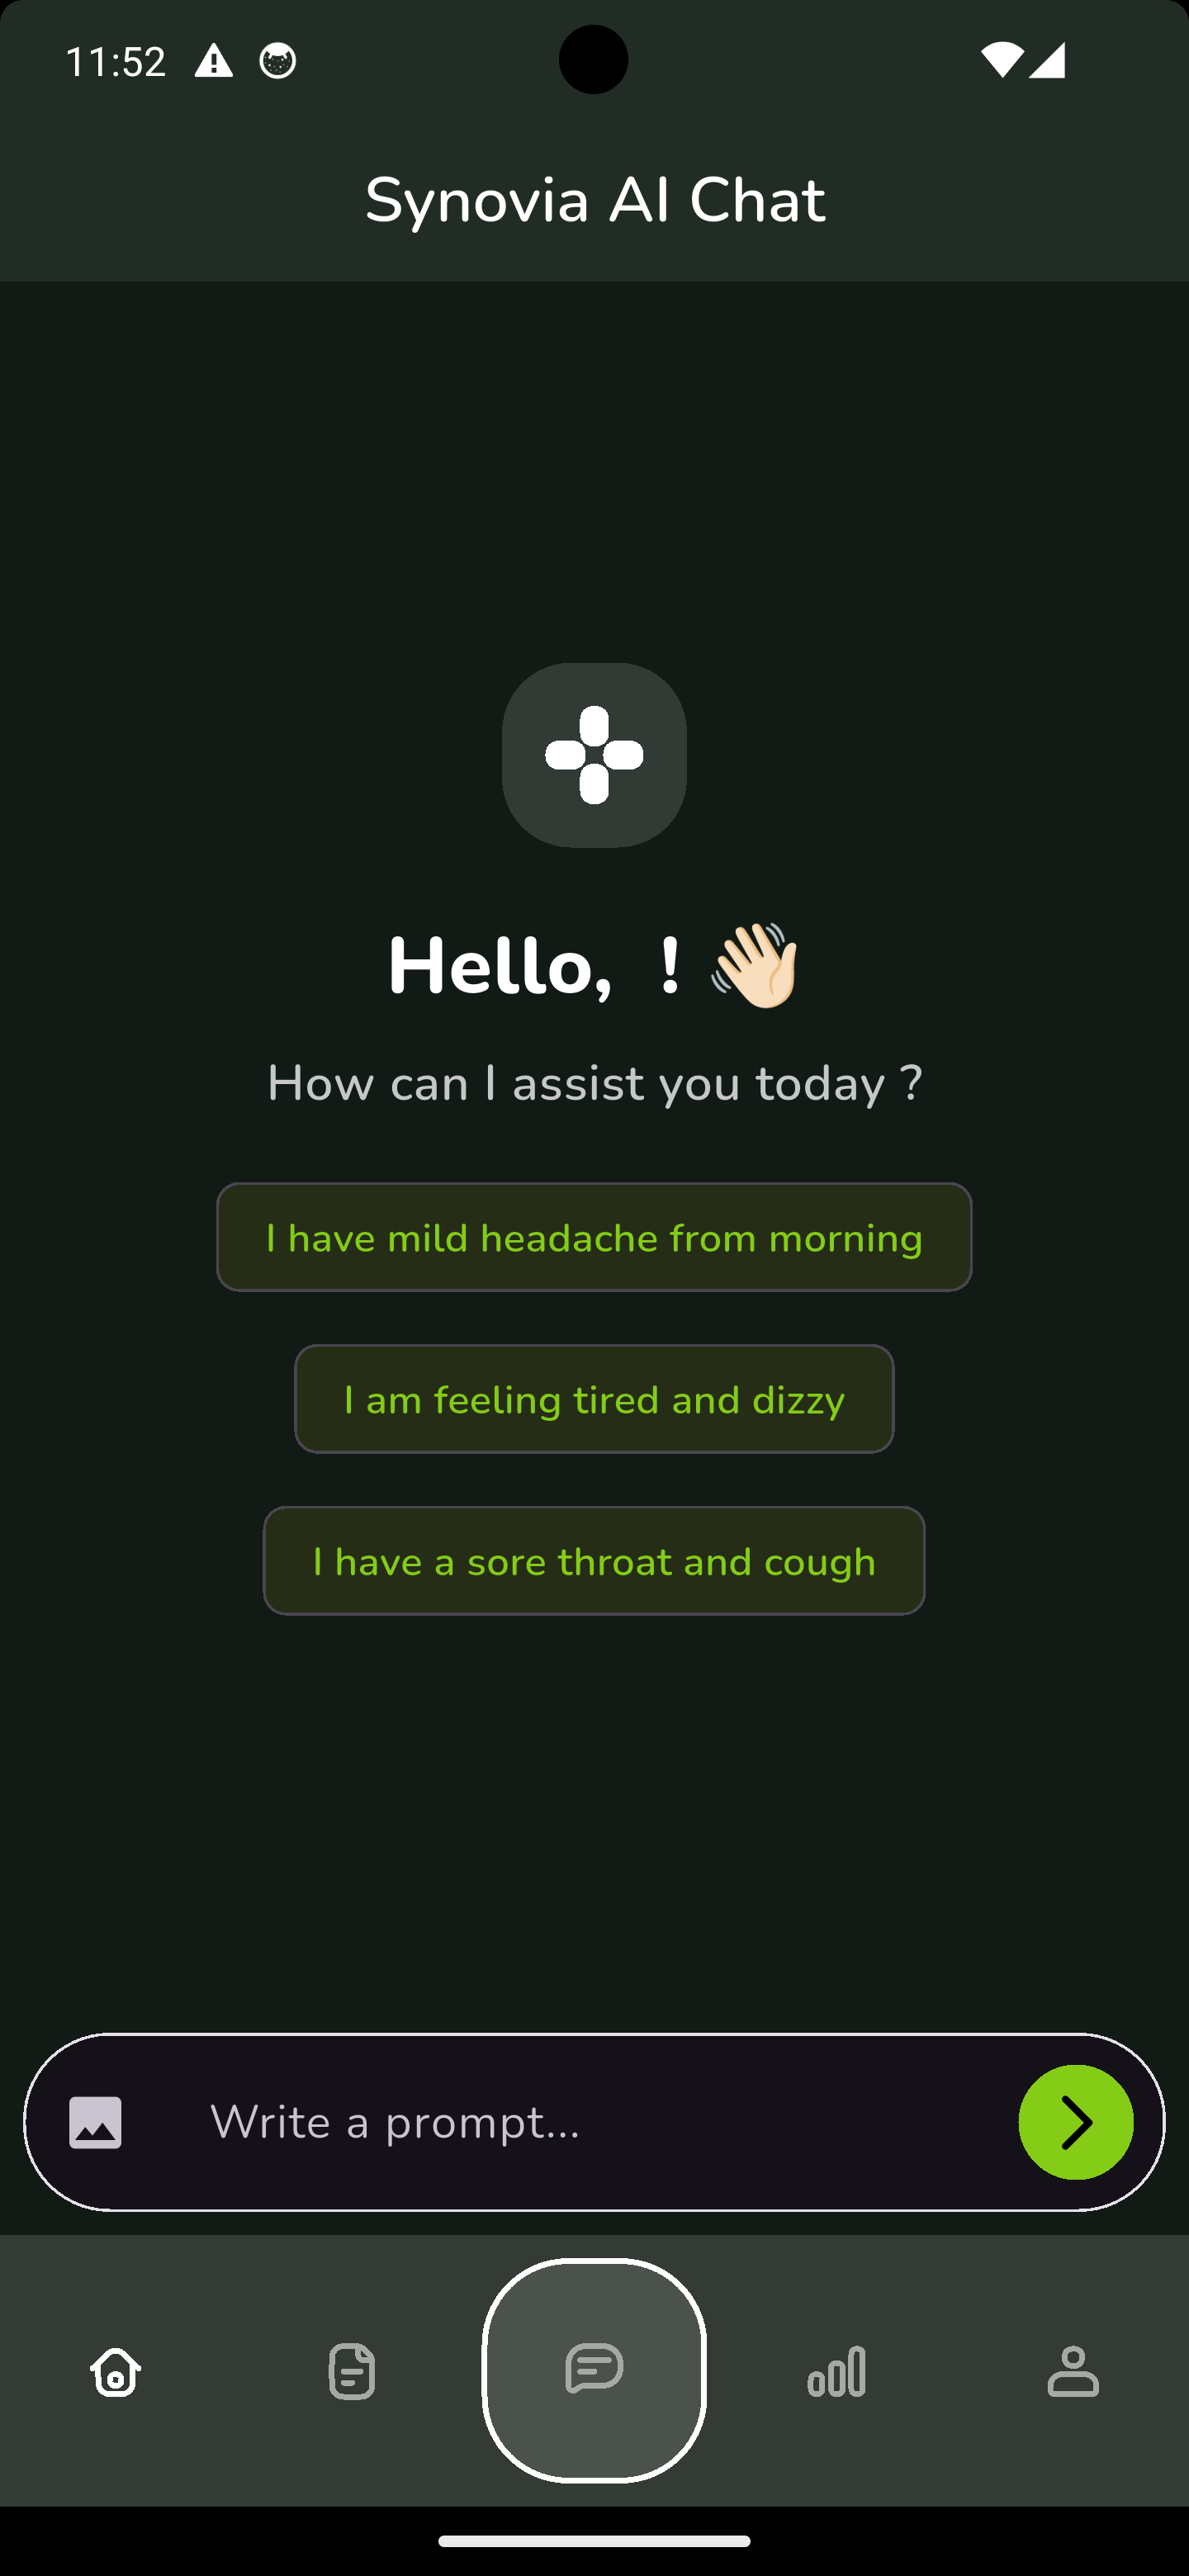 11:52
Synovia AI Chat
Hello,  ! 👋🏻
How can I assist you today ?
I have mild headache from morning
I am feeling tired and dizzy
I have a sore throat and cough
Write a prompt...